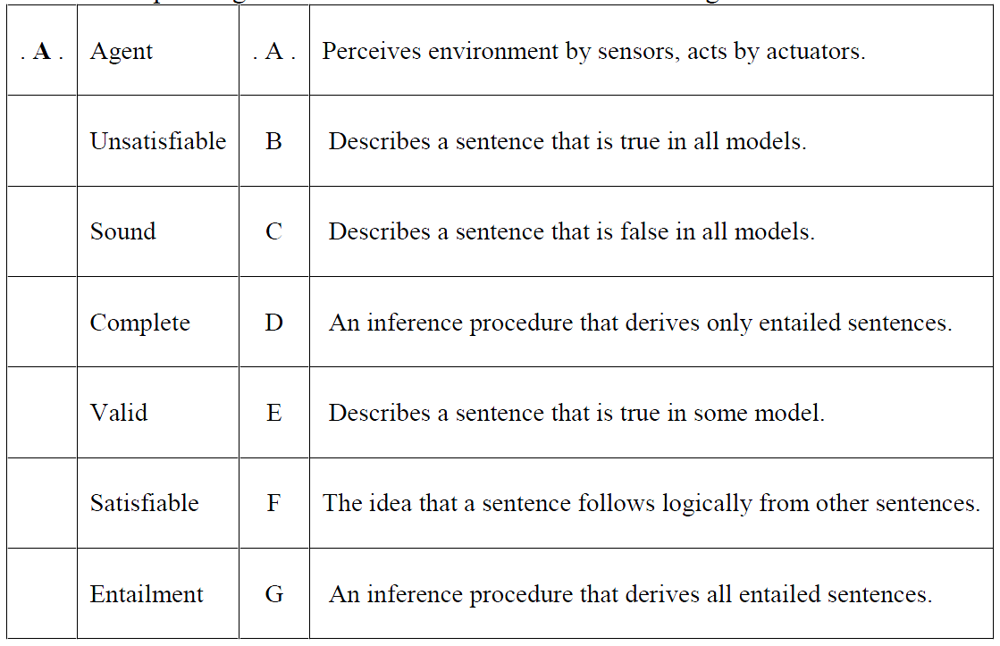 . A . Agent . A . Perceives environment by sensors, acts by actuators.
Unsatisfiable B Describes a sentence that is true in all models.
Sound C Describes a sentence that is false in all models.
Complete D An inference procedure that derives only entailed sentences.
Valid E Describes a sentence that is true in some model.
Satisfiable F The idea that a sentence follows logically from other sentences.
Entailment G An inference procedure that derives all entailed sentences.